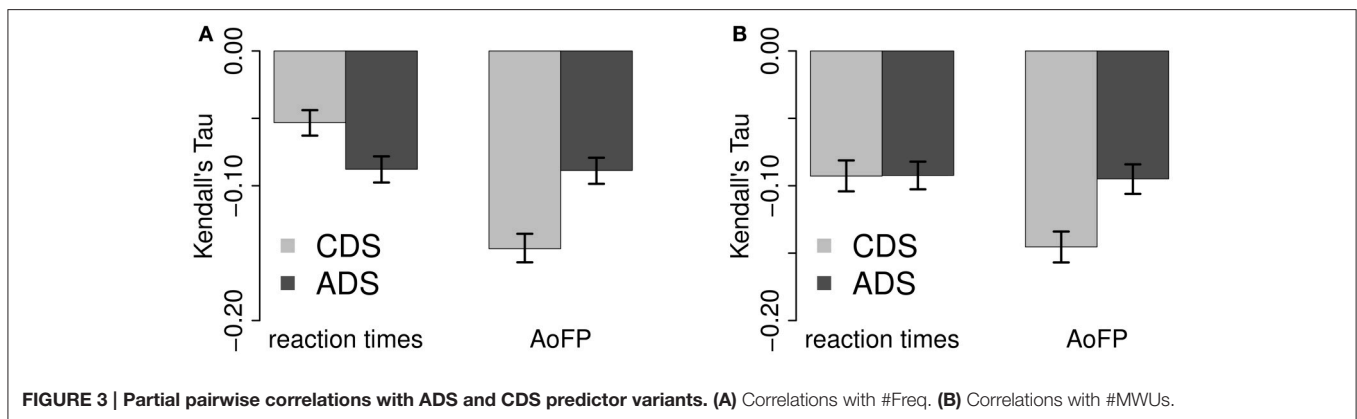 A
0.00
−0.10
−0.20
Kendall's Tau
CDS
ADS
reaction times
AoFP
B
0.00
−0.10
−0.20
Kendall's Tau
CDS
ADS
reaction times
AoFP
FIGURE 3 | Partial pairwise correlations with ADS and CDS predictor variants. (A) Correlations with #Freq. (B) Correlations with #MWUs.